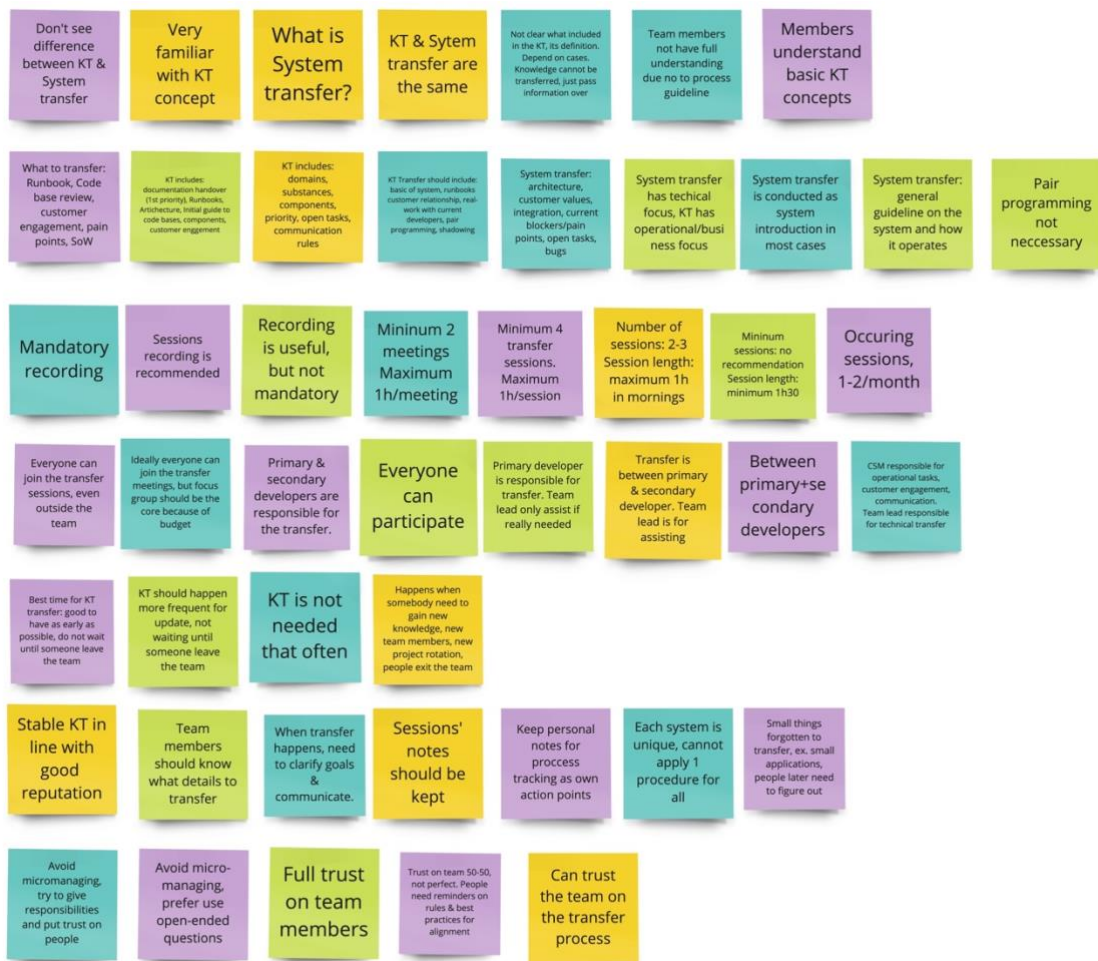 Don't see
difference
between KT &
System
transfer
Very
familiar
with KT
concept
What is
System
transfer?
KT & Sytem
transfer are
the same
Not clear what
included in the KT,
its definition.
Depend on cases.
Knowledge cannot be
transferred, just pass
information over
Team members
not have full
understanding
due no to process
guideline
Members
understand
basic KT
concepts
What to transfer:
Runbook, Code
base review,
customer
engagement, pain
points, SoW
KT includes:
documentation handover
(1st priority), Runbooks,
Artichecture, Initial guide to
code bases, components,
customer enggement
KT includes:
domains,
substances,
components,
priority, open tasks,
communication
rules
KT Transfer should include:
basic of system, runbooks
customer relationship, real-
work with current
developers, pair
programming, shadowing
System transfer:
architecture,
customer values,
integration, current
blockers/pain
points, open tasks,
bugs
System transfer
has techical
focus, KT has
operational/busi
ness focus
System transfer
is conducted as
system
introduction in
most cases
System transfer:
general
guideline on the
system and how
it operates
Pair
programming
not
neccessary
Mandatory
recording
Sessions
recording is
recommended
Recording
is useful,
but not
mandatory
Mininum 2
meetings
Maximum
1h/meeting
Minimum 4
transfer
sessions.
Maximum
1h/session
Number of
sessions: 2-3
Session length:
maximum 1h
in mornings
Mininum
sessions: no
recommendation
Session length:
minimum 1h30
Occuring
sessions,
1-2/month
Everyone can
join the transfer
sessions, even
outside the
team
Ideally everyone can
join the transfer
meetings, but focus
group should be the
core because of
budget
Primary &
secondary
developers are
responsible for
the transfer.
Everyone
can
participate
Primary developer
is responsible for
transfer. Team
lead only assist if
really needed
Transfer is
between primary
& secondary
developer. Team
lead is for
assisting
Between
primary+se
condary
developers
CSM responsible for
operational tasks,
customer engagement,
communication.
Team lead responsible
for technical transfer
Best time for KT
transfer: good to
have as early as
possible, do not wait
until someone leave
the team
KT should happen
more frequent for
update, not
waiting until
someone leave
the team
KT is not
needed
that often
Happens when
somebody need to
gain new
knowledge, new
team members, new
project rotation,
people exit the team
Stable KT in
line with
good
reputation
Team
members
should know
what details to
transfer
When transfer
happens, need
to clarify goals
&
communicate.
Sessions'
notes
should be
kept
Keep personal
notes for
proccess
tracking as own
action points
Each system is
unique, cannot
apply 1
procedure for
all
Small things
forgotten to
transfer, ex. small
applications,
people later need
to figure out
Avoid
micromanaging,
try to give
responsibilities
and put trust on
people
Avoid micro-
managing,
prefer use
open-ended
questions
Full trust
on team
members
Trust on team 50-50,
not perfect. People
need reminders on
rules & best
practices for
alignment
Can trust
the team on
the transfer
process